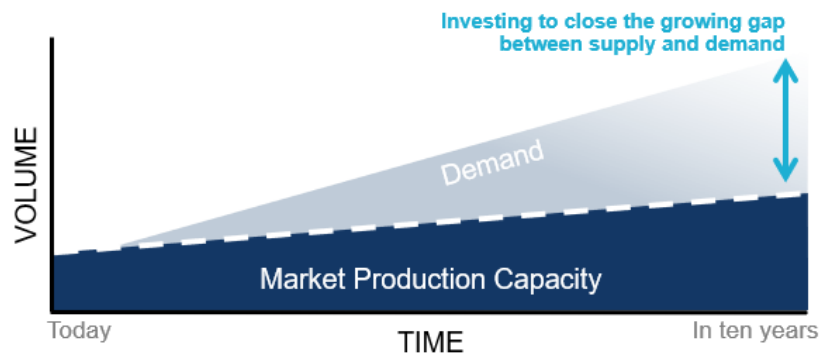 Investing to close the growing gap
between supply and demand
VOLUME
Demand
Market Production Capacity
Today
TIME
In ten years